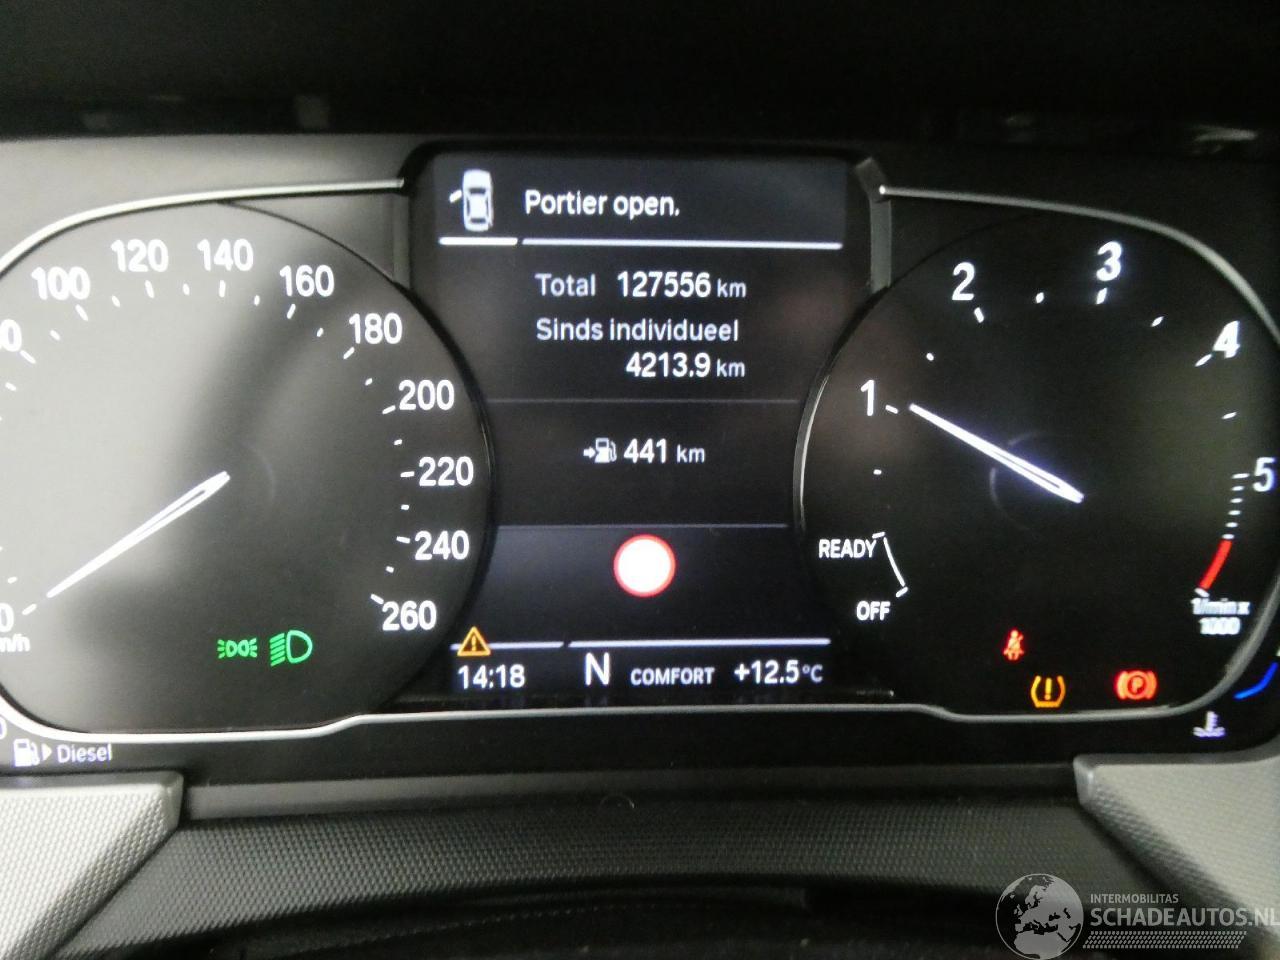 Portier open.
Total 127556 km
Sinds individueel
4213.9 km
441 km
14:18 N COMFORT +12.5°C
100
120
140
160
180
200
220
240
260
Diesel
1
2
3
4
5
READY
OFF
1/min x
1000
INTERMOBILITAS
SCHADEAUTOS.NL